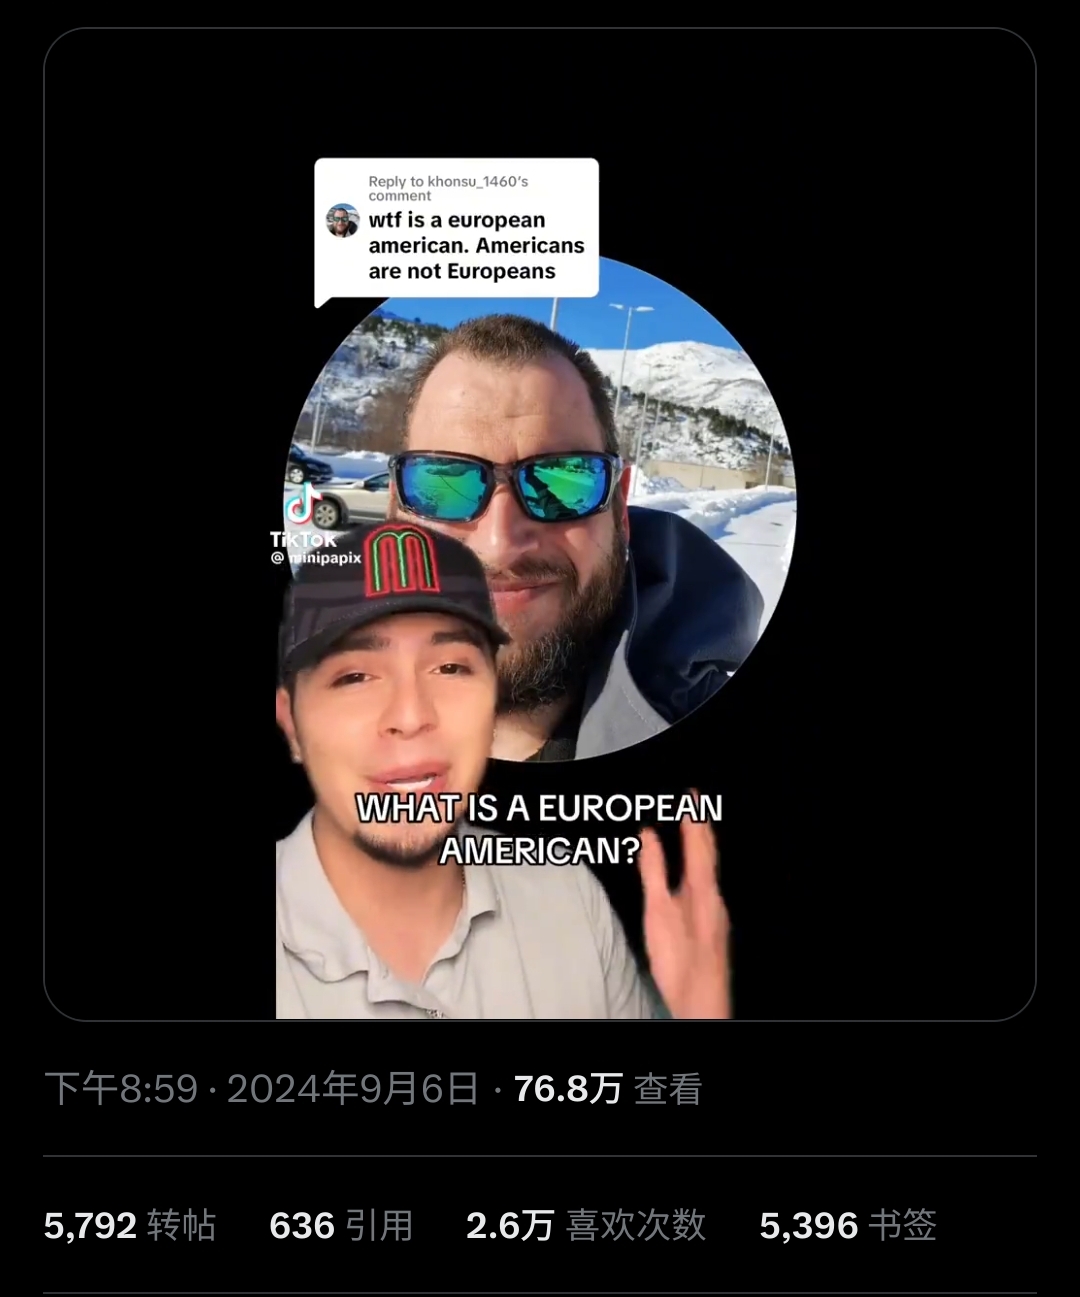 Reply to khonsu_1460's
comment
wtf is a european
american. Americans
are not Europeans
TikTok
@minipapix
WHAT IS A EUROPEAN
AMERICAN?
下午8:59 · 2024年9月6日 · 76.8万 查看
5,792 转帖 636 引用 2.6万 喜欢次数 5,396 书签